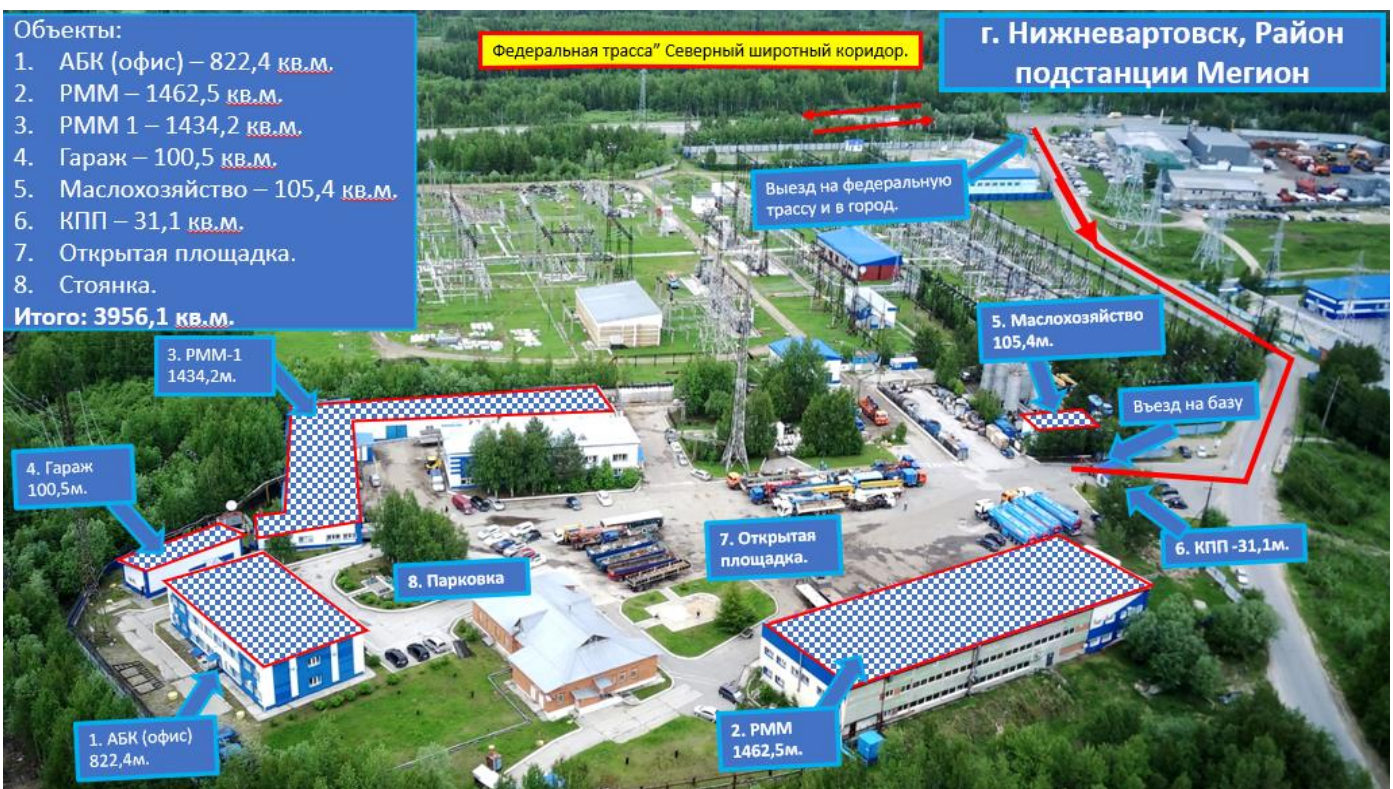 Объекты:
1. АБК (офис) – 822,4 кв.м.
2. РММ – 1462,5 кв.м.
3. РММ 1 – 1434,2 кв.м.
4. Гараж – 100,5 кв.м.
5. Маслохозяйство – 105,4 кв.м.
6. КПП – 31,1 кв.м.
7. Открытая площадка.
8. Стоянка.
Итого: 3956,1 кв.м.
Федеральная трасса” Северный широтный коридор.
г. Нижневартовск, Район
подстанции Мегион
Выезд на федеральную
трассу и в город.
5. Маслохозяйство
105,4м.
3. РММ-1
1434,2м.
Въезд на базу
4. Гараж
100,5м.
7. Открытая
площадка.
6. КПП -31,1м.
8. Парковка
1. АБК (офис)
822,4м.
2. РММ
1462,5м.